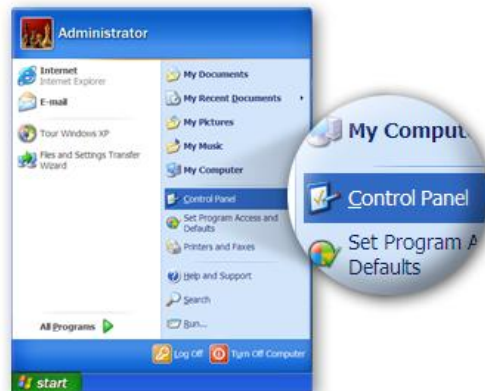 Administrator
Internet
Internet Explorer
E-mail
Tour Windows XP
Files and Settings Transfer
Wizard
All Programs
My Documents
My Recent Documents
My Pictures
My Music
My Computer
Control Panel
Set Program Access and
Defaults
Printers and Faxes
Help and Support
Search
Run...
Log Off
Turn Off Computer
start
My Comput
Control Panel
Set Program A
Defaults